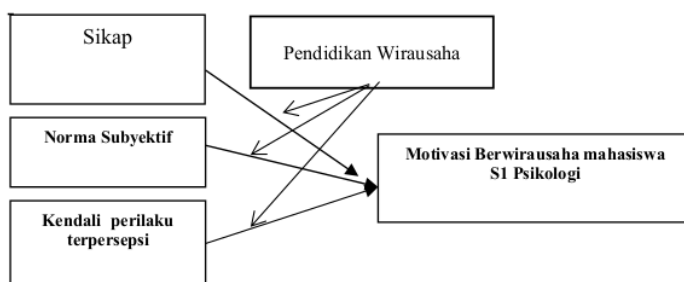 Sikap
Pendidikan Wirausaha
Norma Subyektif
Motivasi Berwirausaha mahasiswa
S1 Psikologi
Kendali perilaku
terpersepsi